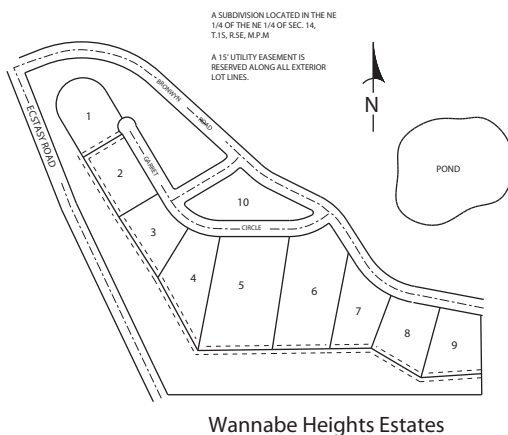 A SUBDIVISION LOCATED IN THE NE
1/4 OF THE NE 1/4 OF SEC. 14,
T.1S, R.5E, M.P.M
A 15' UTILITY EASEMENT IS
RESERVED ALONG ALL EXTERIOR
LOT LINES.
N
BRONWYN ROAD
ECSTASY ROAD
1
POND
GARRET
2
10
3
CIRCLE
4
5
6
7
8
9
Wannabe Heights Estates